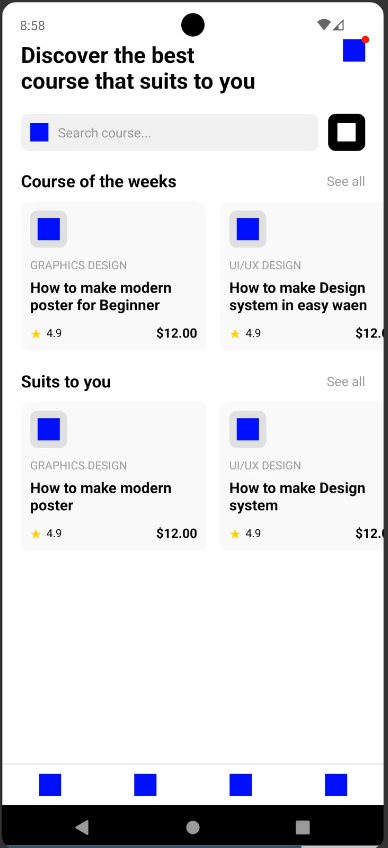 8:58
Discover the best
course that suits to you
Search course...
Course of the weeks
See all
GRAPHICS DESIGN
How to make modern
poster for Beginner
★ 4.9
$12.00
UI/UX DESIGN
How to make Design
system in easy waen
★ 4.9
$12.0
Suits to you
See all
GRAPHICS DESIGN
How to make modern
poster
★ 4.9
$12.00
UI/UX DESIGN
How to make Design
system
★ 4.9
$12.0